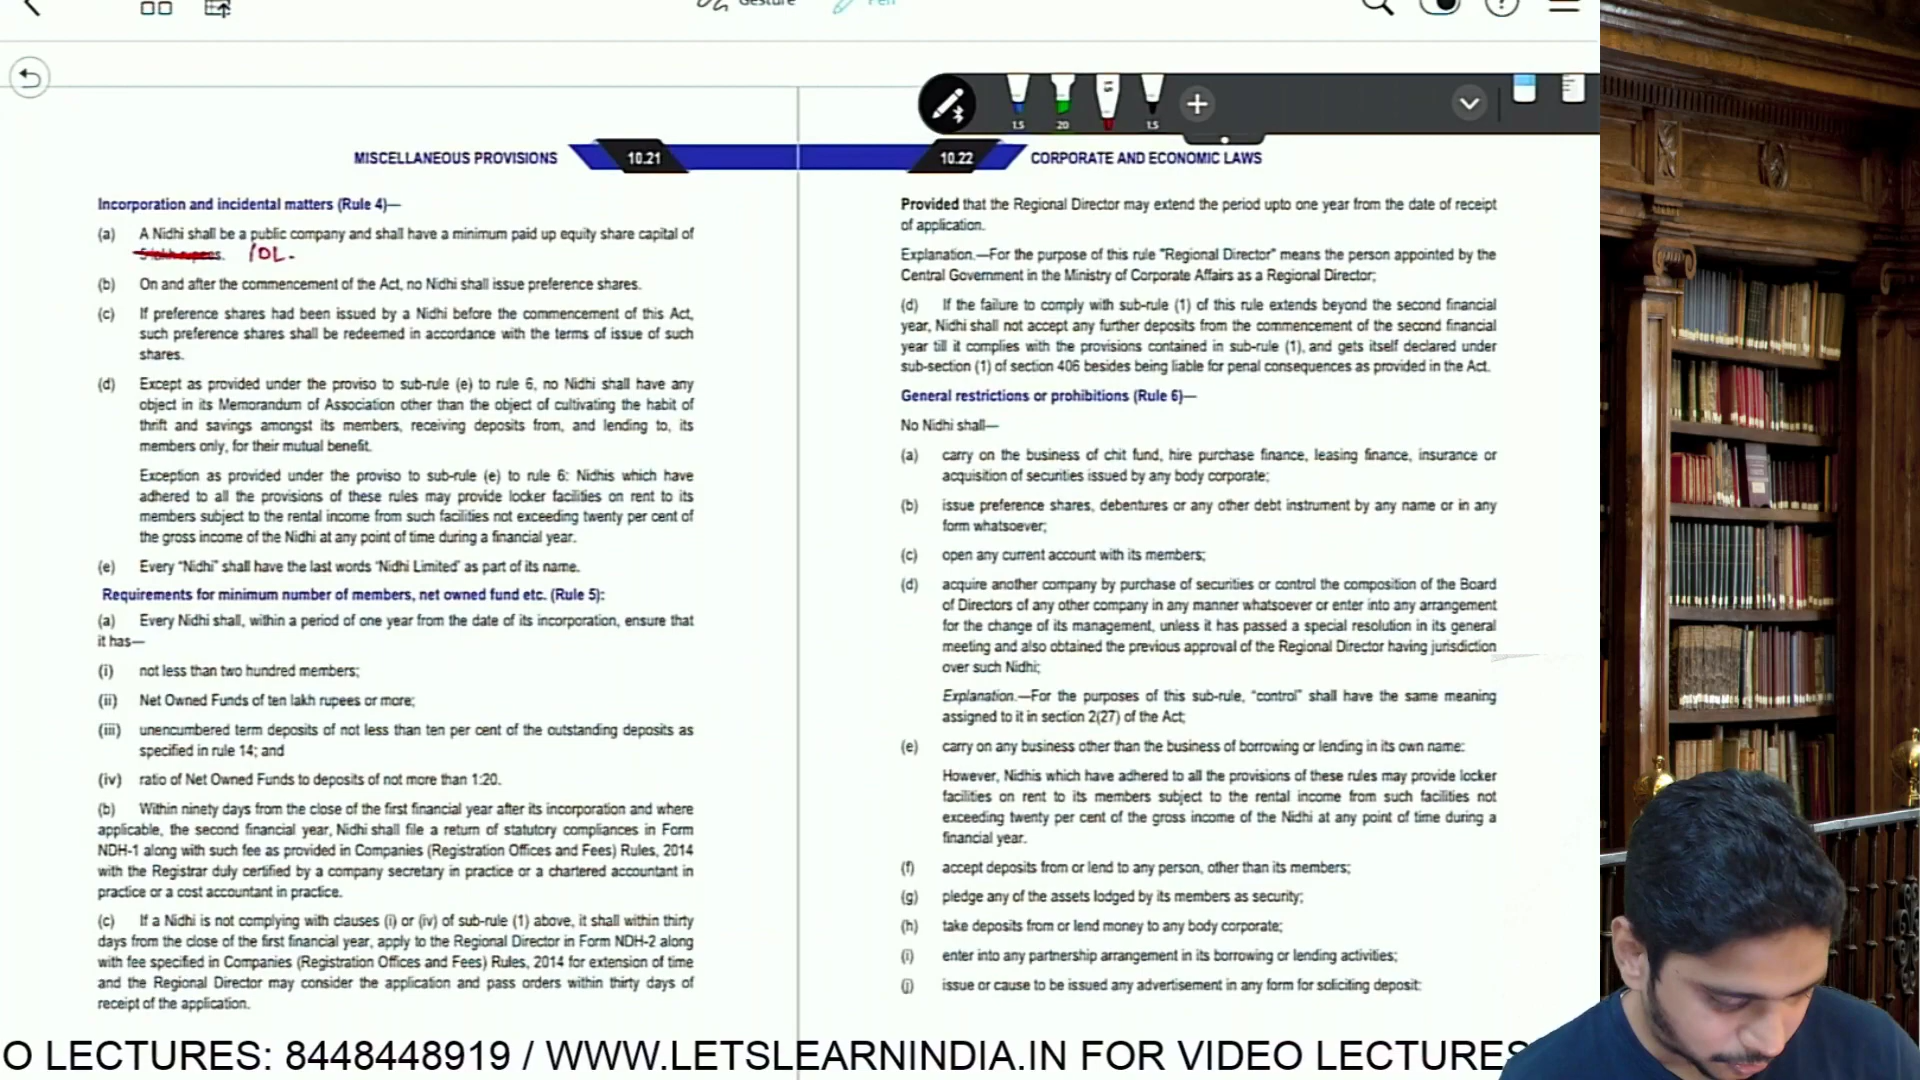 Gesture
Pen
1.5
20
15
1.5
MISCELLANEOUS PROVISIONS 10.21
Incorporation and incidental matters (Rule 4)—
(a) A Nidhi shall be a public company and shall have a minimum paid up equity share capital of
5 lakh rupees. 10L.
(b) On and after the commencement of the Act, no Nidhi shall issue preference shares.
(c) If preference shares had been issued by a Nidhi before the commencement of this Act,
such preference shares shall be redeemed in accordance with the terms of issue of such
shares.
(d) Except as provided under the proviso to sub-rule (e) to rule 6, no Nidhi shall have any
object in its Memorandum of Association other than the object of cultivating the habit of
thrift and savings amongst its members, receiving deposits from, and lending to, its
members only, for their mutual benefit.
Exception as provided under the proviso to sub-rule (e) to rule 6: Nidhis which have
adhered to all the provisions of these rules may provide locker facilities on rent to its
members subject to the rental income from such facilities not exceeding twenty per cent of
the gross income of the Nidhi at any point of time during a financial year.
(e) Every “Nidhi” shall have the last words ‘Nidhi Limited’ as part of its name.
Requirements for minimum number of members, net owned fund etc. (Rule 5):
(a) Every Nidhi shall, within a period of one year from the date of its incorporation, ensure that
it has—
(i) not less than two hundred members;
(ii) Net Owned Funds of ten lakh rupees or more;
(iii) unencumbered term deposits of not less than ten per cent of the outstanding deposits as
specified in rule 14; and
(iv) ratio of Net Owned Funds to deposits of not more than 1:20.
(b) Within ninety days from the close of the first financial year after its incorporation and where
applicable, the second financial year, Nidhi shall file a return of statutory compliances in Form
NDH-1 along with such fee as provided in Companies (Registration Offices and Fees) Rules, 2014
with the Registrar duly certified by a company secretary in practice or a chartered accountant in
practice or a cost accountant in practice.
(c) If a Nidhi is not complying with clauses (i) or (iv) of sub-rule (1) above, it shall within thirty
days from the close of the first financial year, apply to the Regional Director in Form NDH-2 along
with fee specified in Companies (Registration Offices and Fees) Rules, 2014 for extension of time
and the Regional Director may consider the application and pass orders within thirty days of
receipt of the application.
10.22 CORPORATE AND ECONOMIC LAWS
Provided that the Regional Director may extend the period upto one year from the date of receipt
of application.
Explanation.—For the purpose of this rule "Regional Director" means the person appointed by the
Central Government in the Ministry of Corporate Affairs as a Regional Director;
(d) If the failure to comply with sub-rule (1) of this rule extends beyond the second financial
year, Nidhi shall not accept any further deposits from the commencement of the second financial
year till it complies with the provisions contained in sub-rule (1), and gets itself declared under
sub-section (1) of section 406 besides being liable for penal consequences as provided in the Act.
General restrictions or prohibitions (Rule 6)—
No Nidhi shall—
(a) carry on the business of chit fund, hire purchase finance, leasing finance, insurance or
acquisition of securities issued by any body corporate;
(b) issue preference shares, debentures or any other debt instrument by any name or in any
form whatsoever;
(c) open any current account with its members;
(d) acquire another company by purchase of securities or control the composition of the Board
of Directors of any other company in any manner whatsoever or enter into any arrangement
for the change of its management, unless it has passed a special resolution in its general
meeting and also obtained the previous approval of the Regional Director having jurisdiction
over such Nidhi;
Explanation.—For the purposes of this sub-rule, “control” shall have the same meaning
assigned to it in section 2(27) of the Act;
(e) carry on any business other than the business of borrowing or lending in its own name:
However, Nidhis which have adhered to all the provisions of these rules may provide locker
facilities on rent to its members subject to the rental income from such facilities not
exceeding twenty per cent of the gross income of the Nidhi at any point of time during a
financial year.
(f) accept deposits from or lend to any person, other than its members;
(g) pledge any of the assets lodged by its members as security;
(h) take deposits from or lend money to any body corporate;
(i) enter into any partnership arrangement in its borrowing or lending activities;
(j) issue or cause to be issued any advertisement in any form for soliciting deposit:
O LECTURES: 8448448919 / WWW.LETSLEARNINDIA.IN FOR VIDEO LECTURES